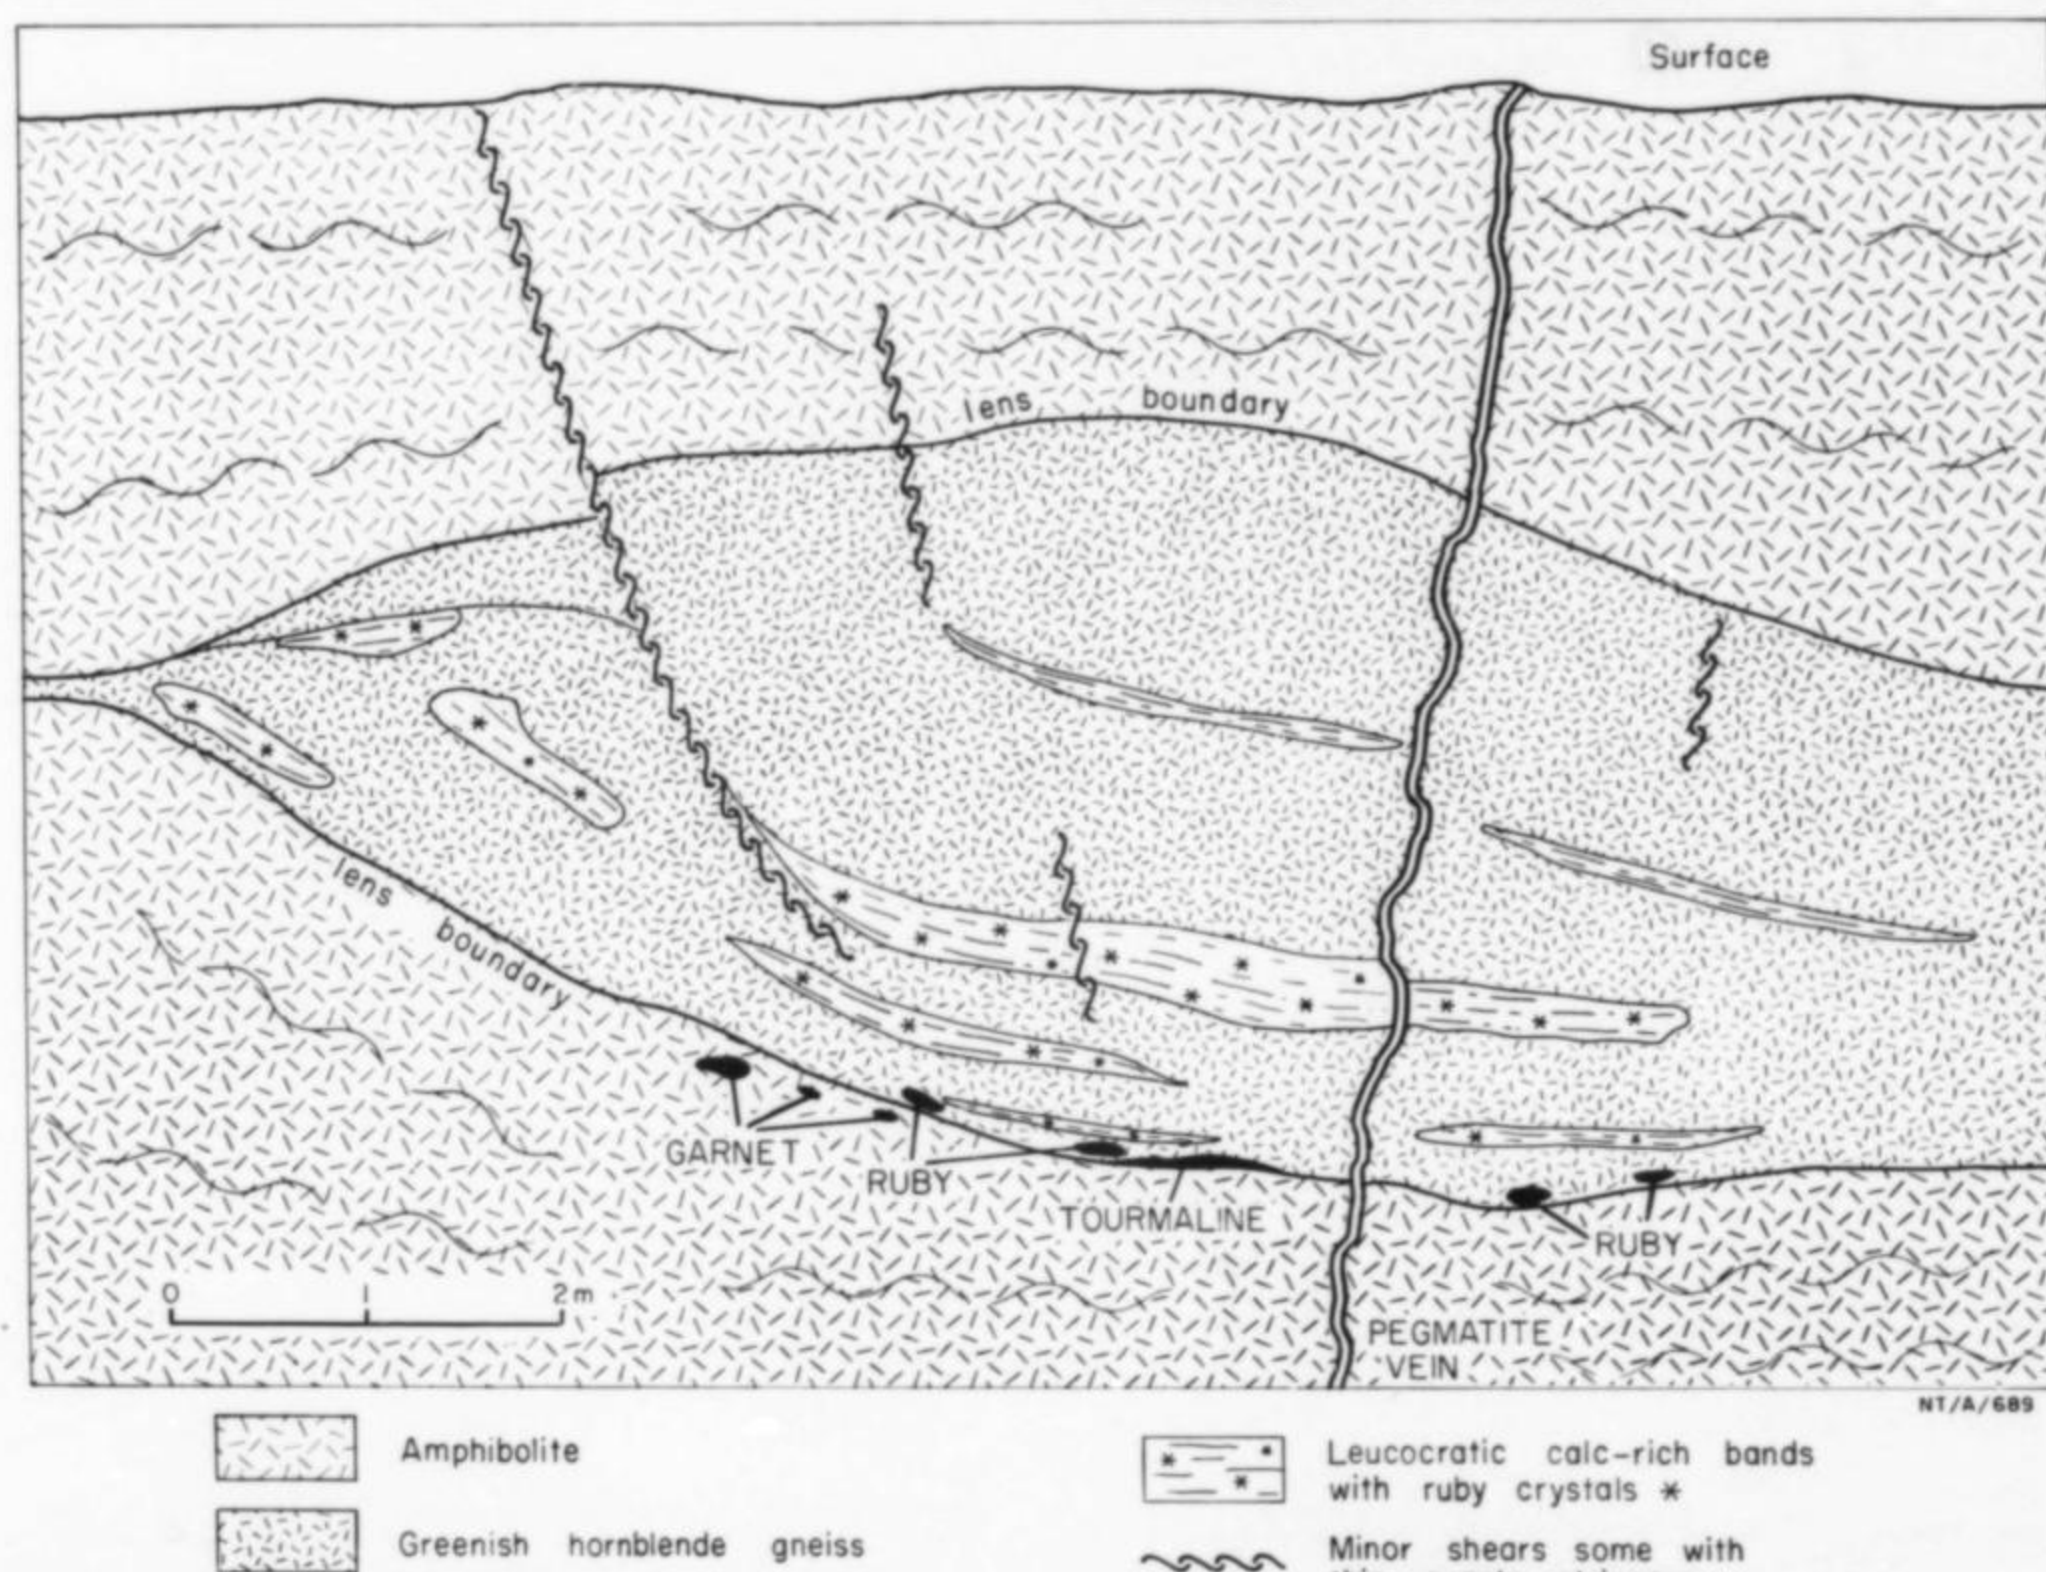 Surface
lens boundary
lens boundary
GARNET
RUBY
TOURMALINE
RUBY
0 1 2m
PEGMATITE
VEIN
NT/A/689
Amphibolite
Greenish hornblende gneiss
Leucocratic calc-rich bands
with ruby crystals *
Minor shears some with